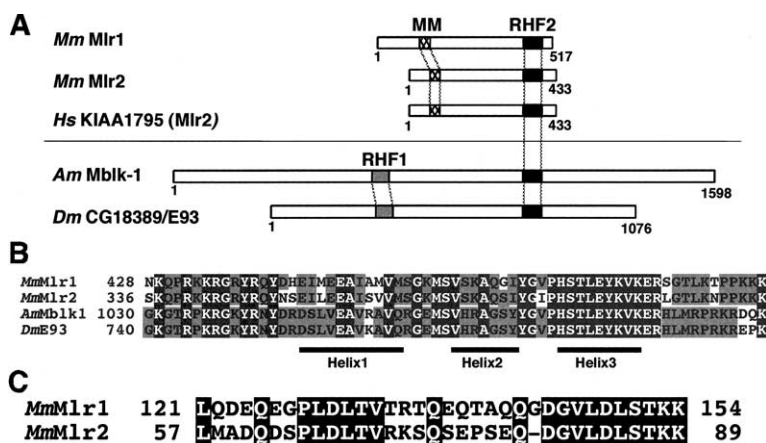 A
MM RHF2
Mm Mlr1
1 517
Mm Mlr2
1 433
Hs KIAA1795 (Mlr2)
1 433
RHF1
Am Mblk-1
1 1598
Dm CG18389/E93
1 1076
B
MmMlr1 428 NKQPRKKRGRYRQYDHEIMEEAIAMVMSGKMSVSKAQGIYGVPHSTLEYKVKERSGTLKTPPKKK
MmMlr2 336 SKQPRKKRGRYRQYNSEILEEAISVVMSGKMSVSKAQSIYGIPHSTLEYKVKERLGTLKNPPKKK
AmMblk1 1030 GKGTRPKRGKYRNYDRDSLVEAVRAVQRGEMSVHRAGSYYGVPHSTLEYKVKERHLMRPRKRDQK
DmE93 740 GKGTRPKRGKYRNYDRDSLVEAVKAVQRGEMSVHRAGSYYGVPHSTLEYKVKERHLMRPRKREPK
Helix1 Helix2 Helix3
C
MmMlr1 121 LQDEQEGPLDLTVTRTQEQTAQQGDGVLDLSTKK 154
MmMlr2 57 LMADQDSPLDLTVRKSQSEPSEQ-DGVLDLSTKK 89